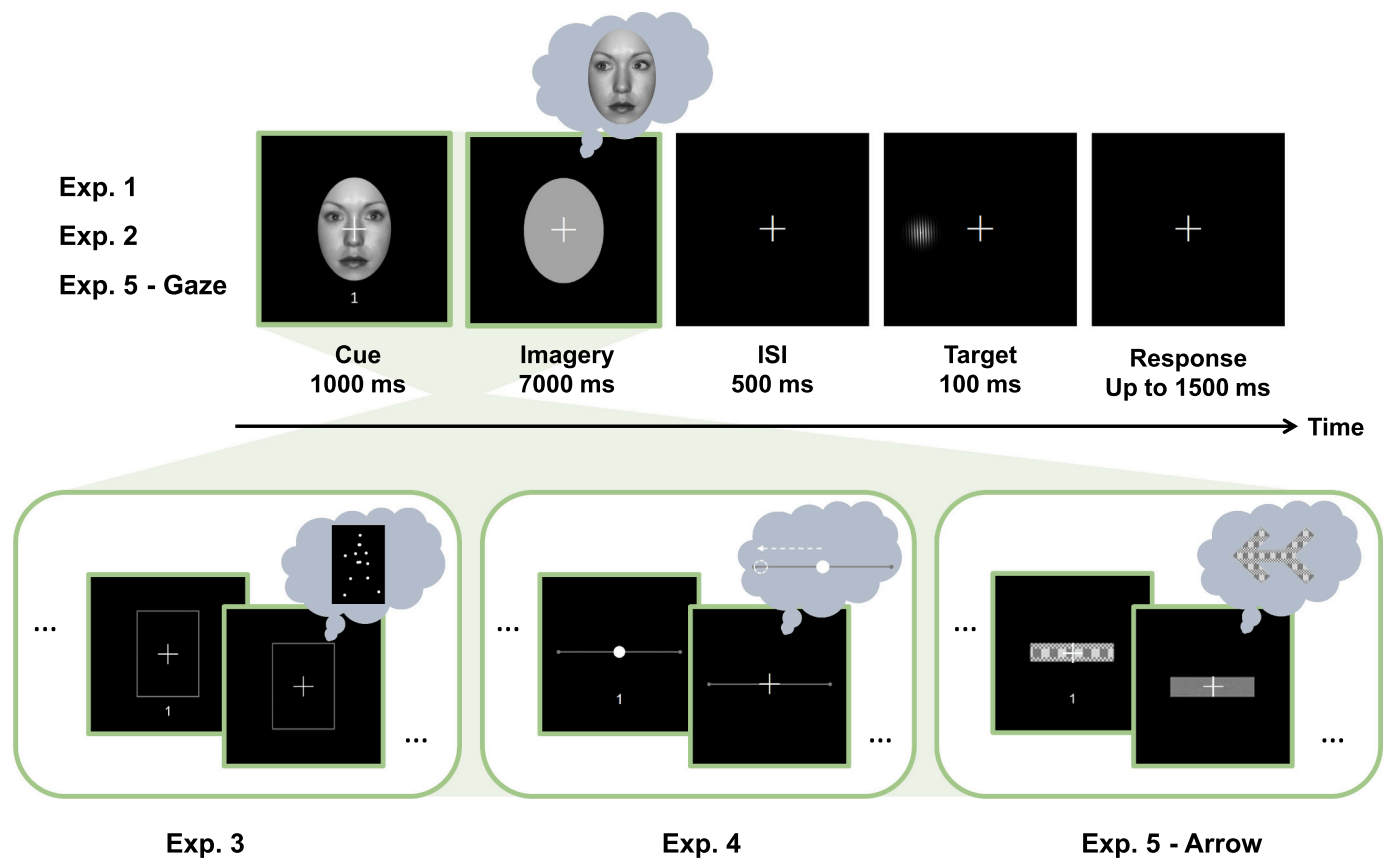 Exp. 1
Exp. 2
Exp. 5 - Gaze
1
Cue
1000 ms
Imagery
7000 ms
ISI
500 ms
Target
100 ms
Response
Up to 1500 ms
Time
...
1
...
Exp. 3
...
1
...
Exp. 4
...
1
...
Exp. 5 - Arrow